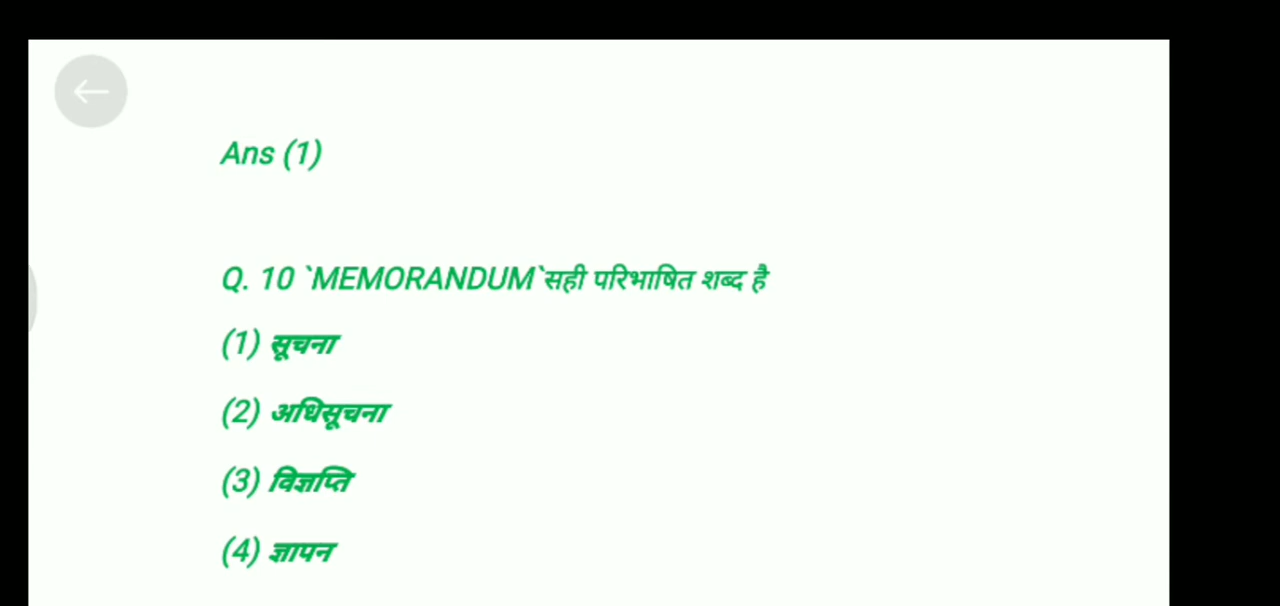 Ans (1)
Q. 10 `MEMORANDUM`सही परिभाषित शब्द है
(1) सूचना
(2) अधिसूचना
(3) विज्ञप्ति
(4) ज्ञापन